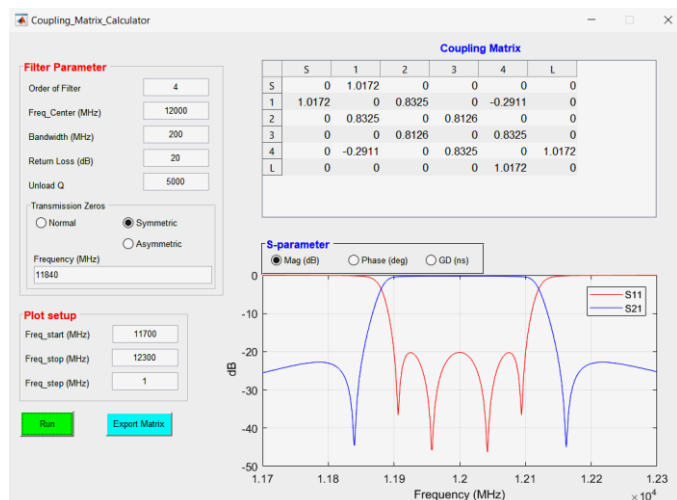 Coupling_Matrix_Calculator
Filter Parameter
Order of Filter 4
Freq_Center (MHz) 12000
Bandwidth (MHz) 200
Return Loss (dB) 20
Unload Q 5000
Transmission Zeros
Normal Symmetric
Asymmetric
Frequency (MHz)
11840
Plot setup
Freq_start (MHz) 11700
Freq_stop (MHz) 12300
Freq_step (MHz) 1
Run Export Matrix
Coupling Matrix
S 1 2 3 4 L
S 0 1.0172 0 0 0 0
1 1.0172 0 0.8325 0 -0.2911 0
2 0 0.8325 0 0.8126 0 0
3 0 0 0.8126 0 0.8325 0
4 0 -0.2911 0 0.8325 0 1.0172
L 0 0 0 0 1.0172 0
S-parameter
Mag (dB) Phase (deg) GD (ns)
S11
S21
0
-10
-20
-30
-40
-50
dB
1.17 1.18 1.19 1.2 1.21 1.22 1.23
Frequency (MHz) × 10⁴